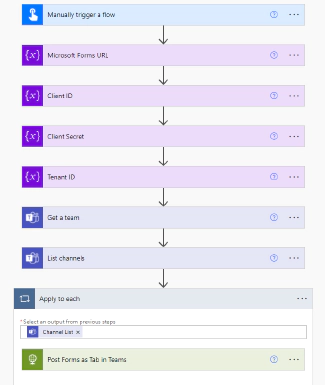 Manually trigger a flow
{x} Microsoft Forms URL
{x} Client ID
{x} Client Secret
{x} Tenant ID
Get a team
List channels
Apply to each
* Select an output from previous steps
Channel List ×
Post Forms as Tab in Teams